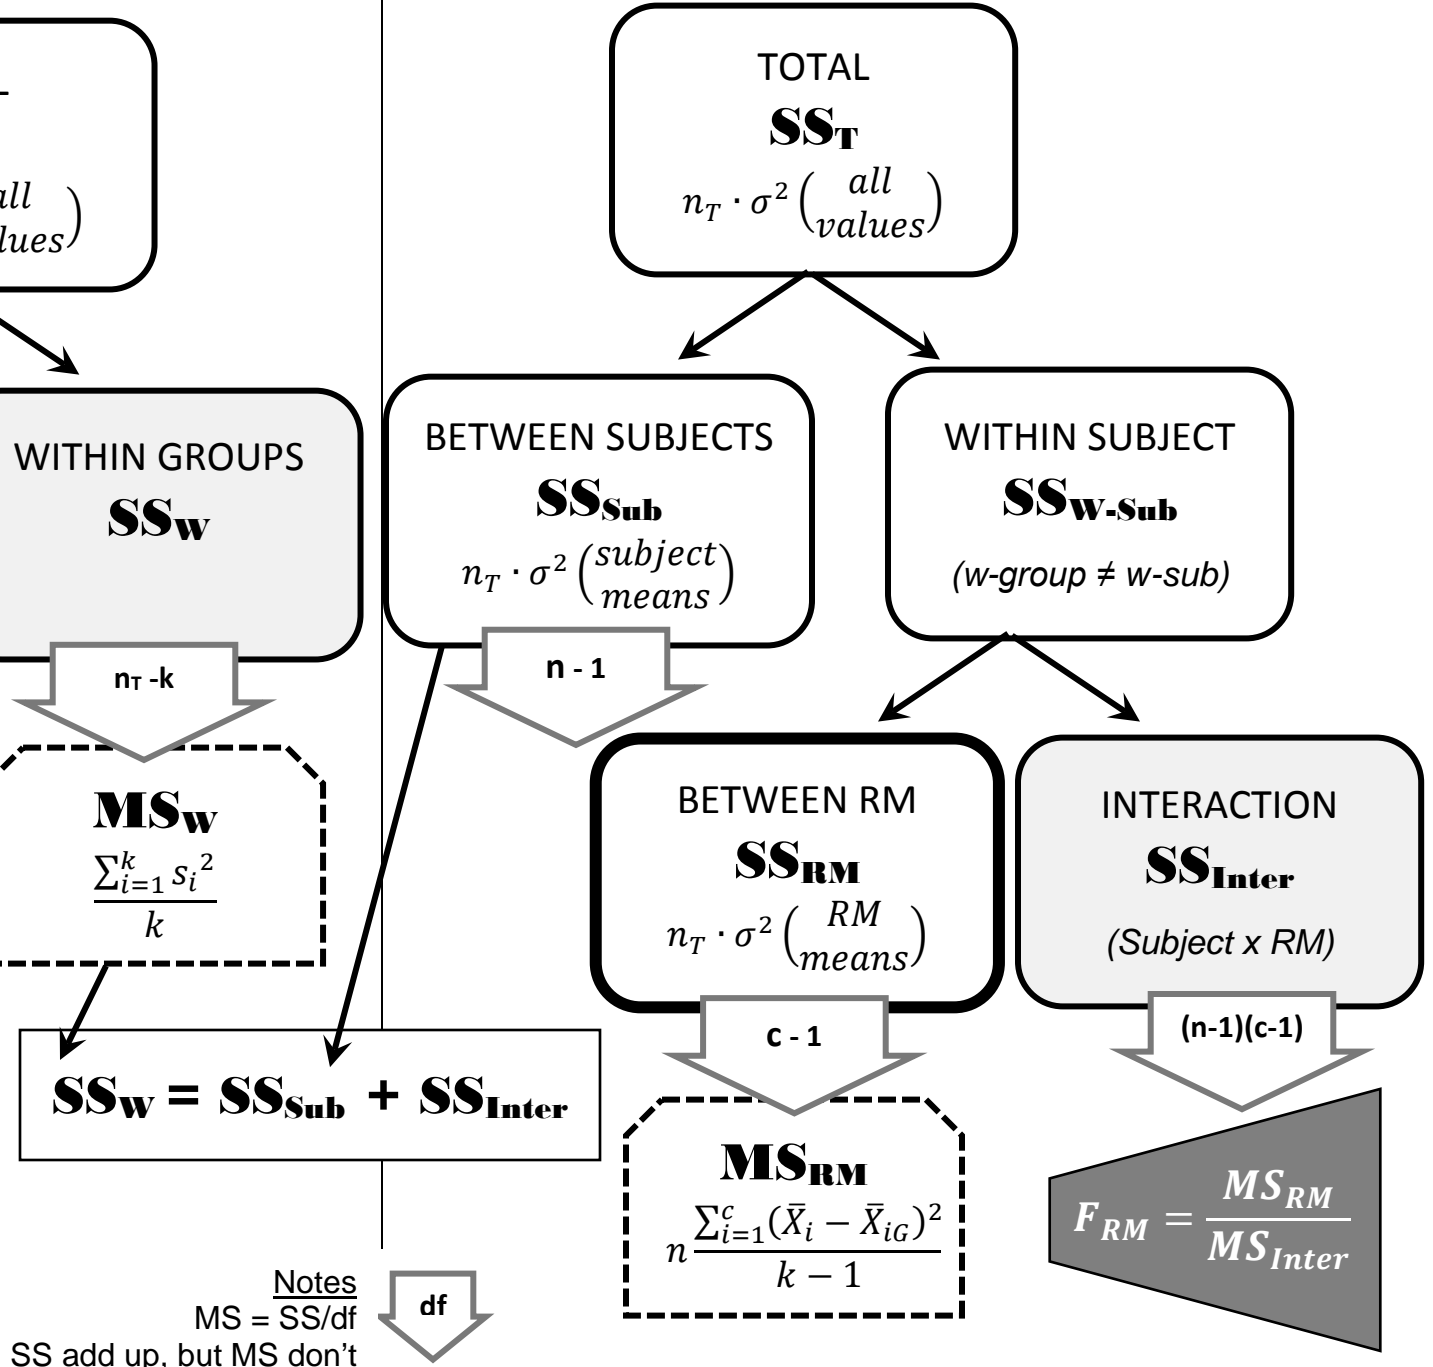 TOTAL
SS_T
n_T · σ² (all values)
all
lues)
WITHIN GROUPS
SS_W
n_T -k
MS_W
∑_{i=1}^{k} s_i²
k
BETWEEN SUBJECTS
SS_Sub
n_T · σ² (subject means)
n - 1
WITHIN SUBJECT
SS_W-Sub
(w-group ≠ w-sub)
BETWEEN RM
SS_RM
n_T · σ² (RM means)
c - 1
INTERACTION
SS_Inter
(Subject x RM)
(n-1)(c-1)
SS_W = SS_Sub + SS_Inter
MS_RM
n ∑_{i=1}^{c} (X̄_i − X̄_{iG})²
k − 1
F_RM = MS_RM / MS_Inter
Notes
MS = SS/df
SS add up, but MS don't
df